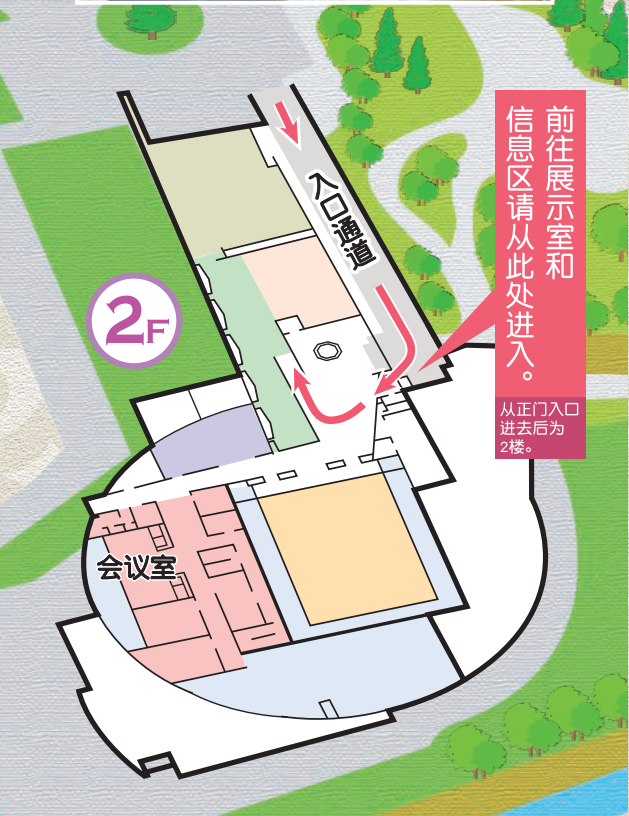 前往展示室和
信息区请从此处进入。
从正门入口
进去后为
2楼。
入口通道
2F
会议室